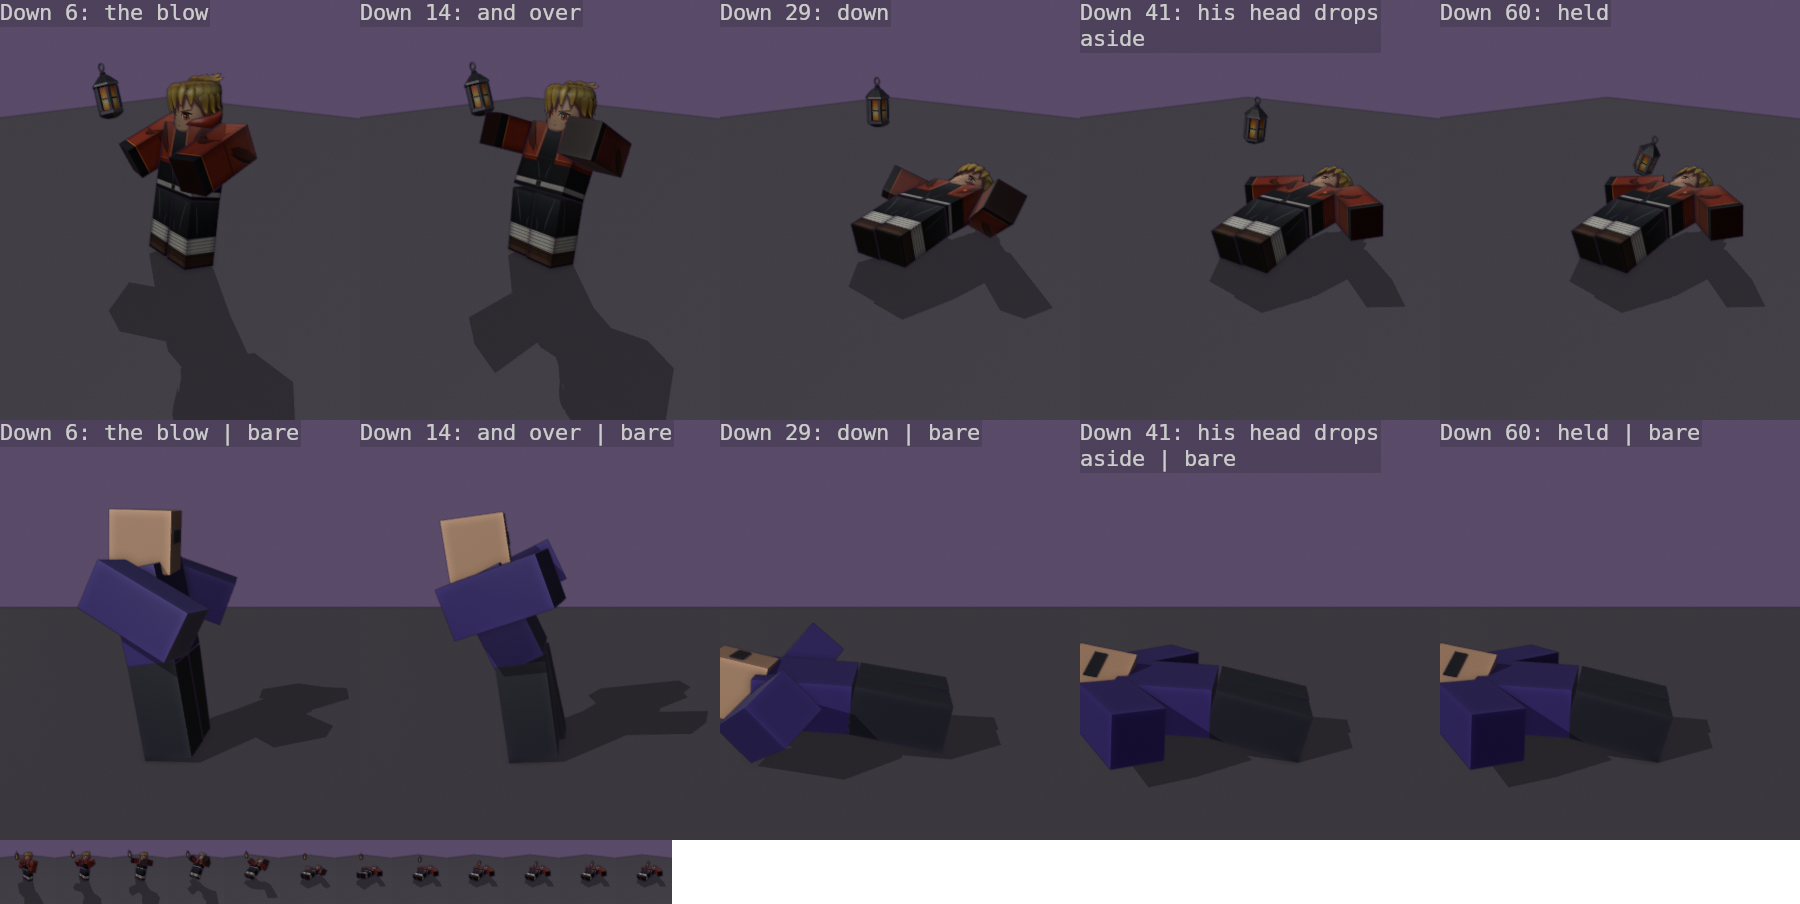 Down 6: the blow
Down 14: and over
Down 29: down
Down 41: his head drops
aside
Down 60: held
Down 6: the blow | bare
Down 14: and over | bare
Down 29: down | bare
Down 41: his head drops
aside | bare
Down 60: held | bare